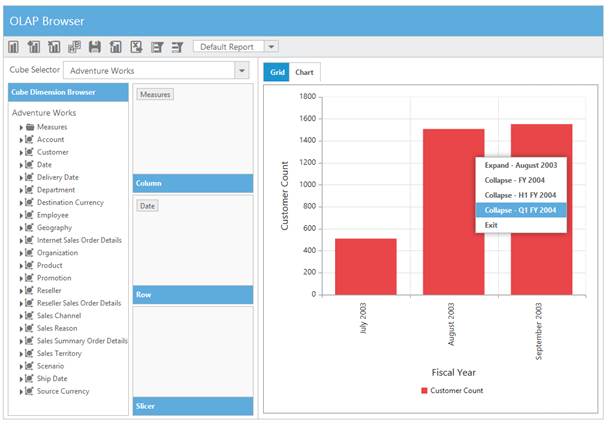 OLAP Browser
Default Report
Cube Selector
Adventure Works
Cube Dimension Browser
Adventure Works
Measures
Account
Customer
Date
Delivery Date
Department
Destination Currency
Employee
Geography
Internet Sales Order Details
Organization
Product
Promotion
Reseller
Reseller Sales Order Details
Sales Channel
Sales Reason
Sales Summary Order Details
Sales Territory
Scenario
Ship Date
Source Currency
Measures
Column
Date
Row
Slicer
Grid
Chart
1800
1600
1400
1200
1000
800
600
400
200
0
Customer Count
Expand - August 2003
Collapse - FY 2004
Collapse - H1 FY 2004
Collapse - Q1 FY 2004
Exit
July 2003
August 2003
September 2003
Fiscal Year
Customer Count